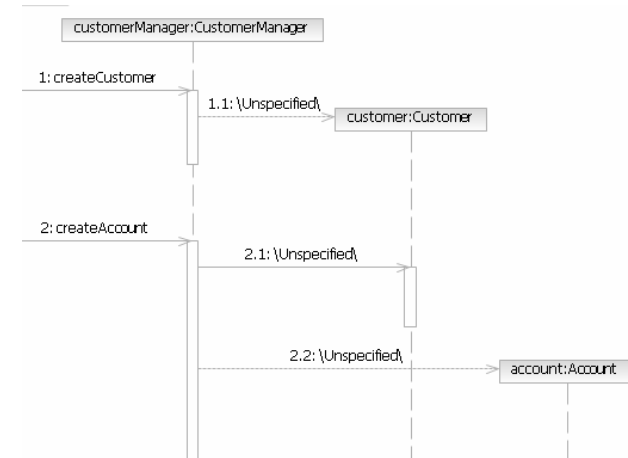 customerManager:CustomerManager
1: createCustomer
1.1: \Unspecified\
customer:Customer
2: createAccount
2.1: \Unspecified\
2.2: \Unspecified\
account:Account